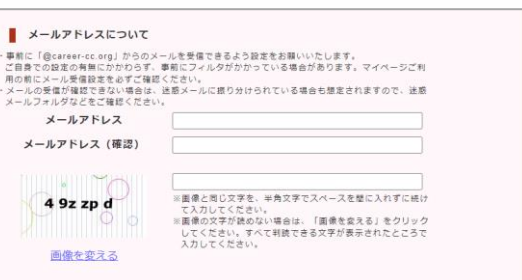 メールアドレスについて
・事前に「@career-cc.org」からのメールを受信できるよう設定をお願いいたします。
ご自身での設定の有無にかかわらず、事前にフィルタがかかっている場合があります。マイページご利
用の前にメール受信設定を必ずご確認ください。
・メールの受信が確認できない場合は、迷惑メールに振り分けられている場合も想定されますので、迷惑
メールフォルダなどをご確認ください。
メールアドレス
メールアドレス（確認）
4 9z zp d
※画像と同じ文字を、半角文字でスペースを間に入れずに続け
て入力してください。
※画像の文字が読めない場合は、「画像を変える」をクリック
してください。すべて判読できる文字が表示されたところで
入力してください。
画像を変える